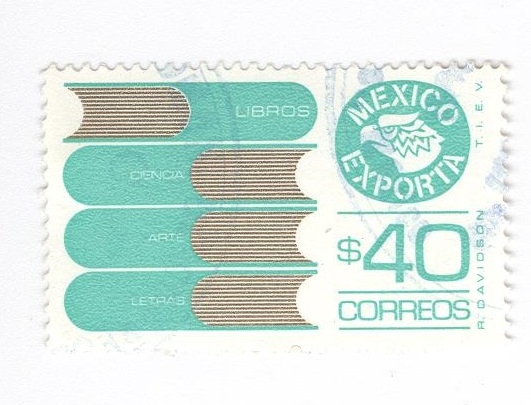 LIBROS
CIENCIA
ARTE
LETRAS
MEXICO
EXPORTA
$40
CORREOS
R. DAVIDSON T.I.E.V.